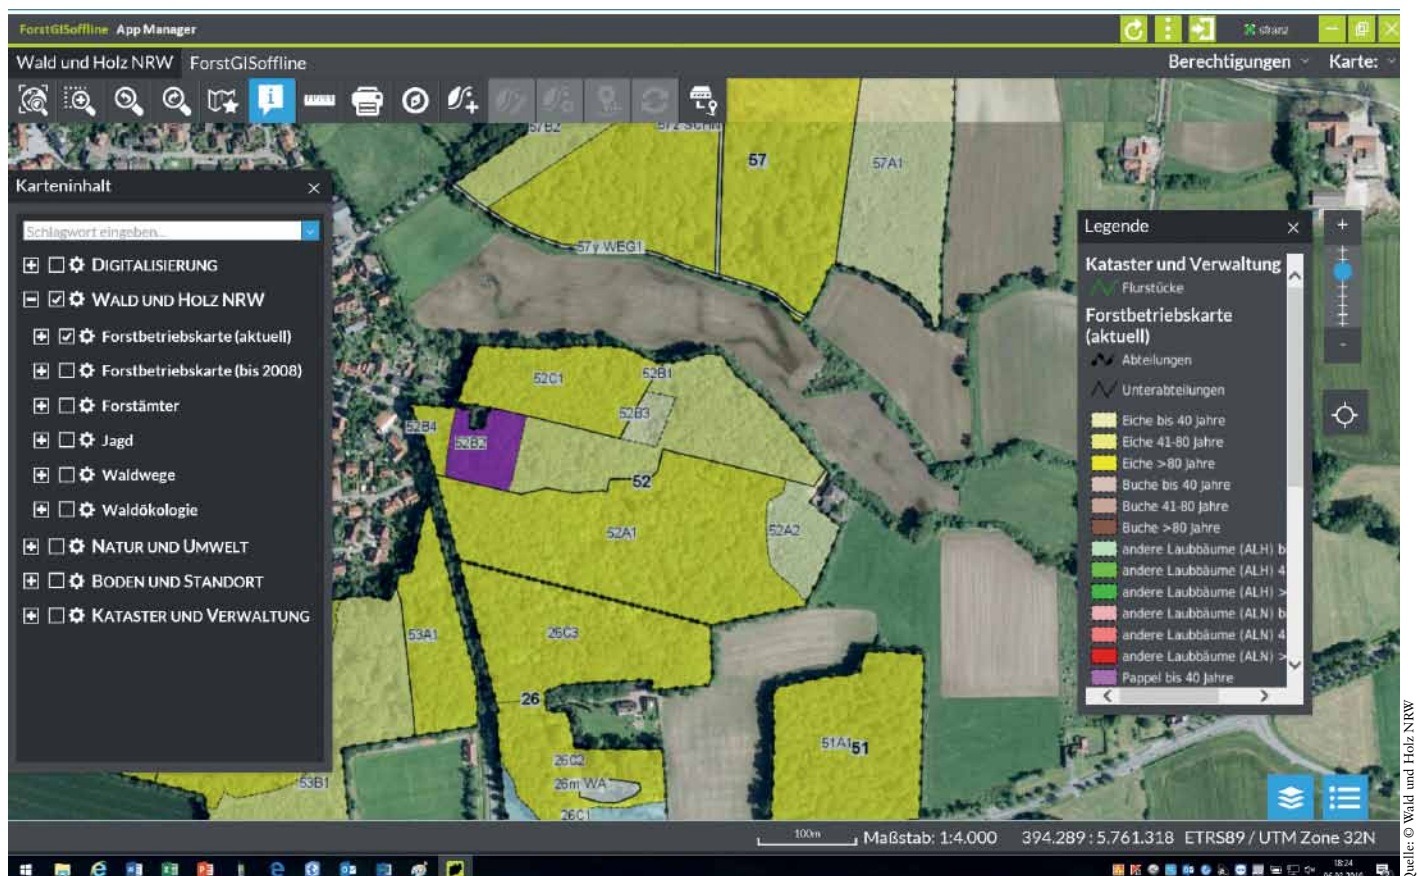 ForstGISoffline App Manager
sfranz
Wald und Holz NRW ForstGISoffline
Berechtigungen Karte:
Karteninhalt
Schlagwort eingeben...
DIGITALISIERUNG
WALD UND HOLZ NRW
Forstbetriebskarte (aktuell)
Forstbetriebskarte (bis 2008)
Forstämter
Jagd
Waldwege
Waldökologie
NATUR UND UMWELT
BODEN UND STANDORT
KATASTER UND VERWALTUNG
57B2
57
57A1
57y WEG1
52C1
52B1
52B3
52B4
52B2
52
52A1
52A2
53A1
26C3
26
51A1 51
26C2
26m WA
53B1
26C1
Legende
Kataster und Verwaltung
Flurstücke
Forstbetriebskarte
(aktuell)
Abteilungen
Unterabteilungen
Eiche bis 40 Jahre
Eiche 41-80 Jahre
Eiche >80 Jahre
Buche bis 40 Jahre
Buche 41-80 Jahre
Buche >80 Jahre
andere Laubbäume (ALH) b
andere Laubbäume (ALH) 4
andere Laubbäume (ALH) >
andere Laubbäume (ALN) b
andere Laubbäume (ALN) 4
andere Laubbäume (ALN) >
Pappel bis 40 Jahre
100m Maßstab: 1:4.000 394.289 : 5.761.318 ETRS89 / UTM Zone 32N
18:24
Quelle: © Wald und Holz NRW